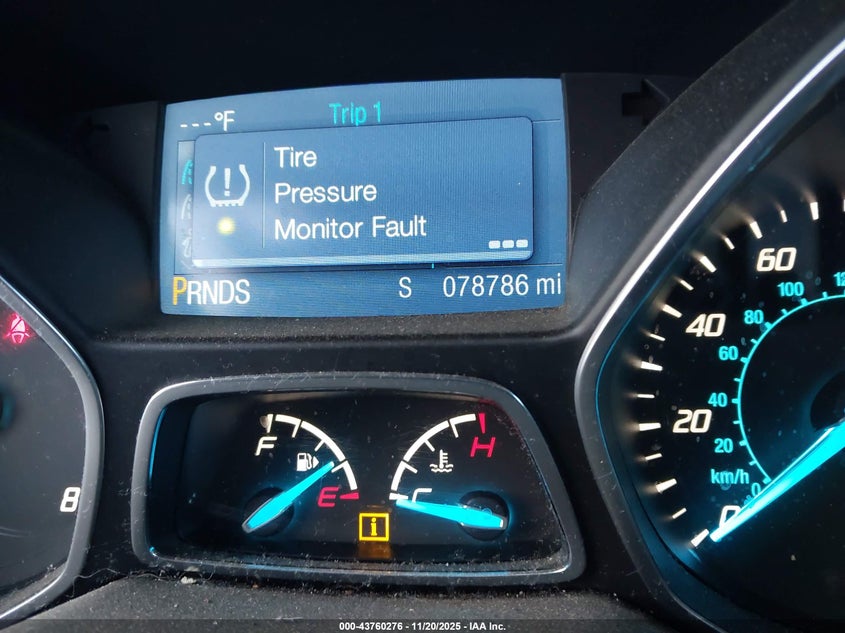 ---°F Trip 1
Tire
Pressure
Monitor Fault
PRNDS S 078786 mi
8
F
E
C
H
i
60
40
20
0
100
80
60
40
20
0
km/h
000-43760276 - 11/20/2025 - IAA Inc.